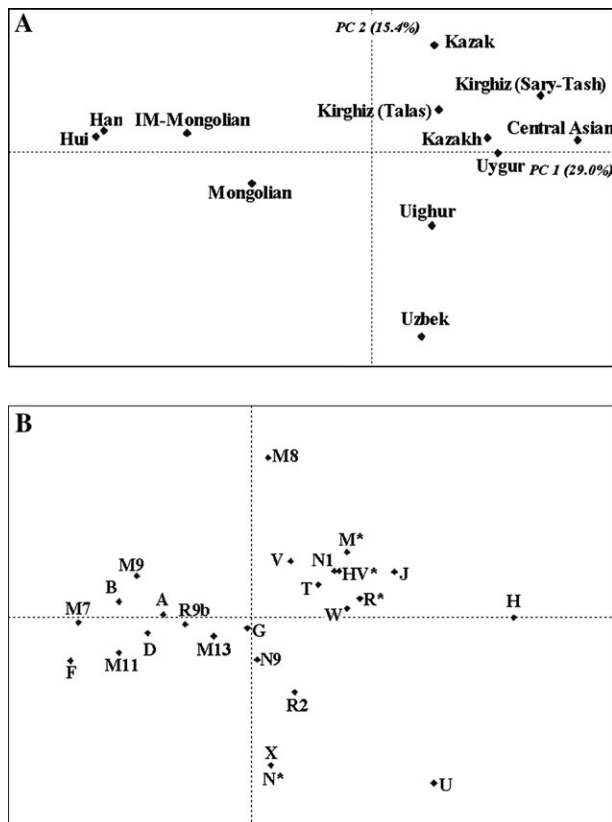 A
PC 2 (15.4%)
Kazak
Kirghiz (Sary-Tash)
Kirghiz (Talas)
Han
IM-Mongolian
Hui
Kazakh
Central Asian
Uygur
PC 1 (29.0%)
Mongolian
Uighur
Uzbek
B
M8
M*
V
N1
HV*
J
M9
T
B
A
R*
H
M7
R9b
W
G
D
M13
F
M11
N9
R2
X
N*
U